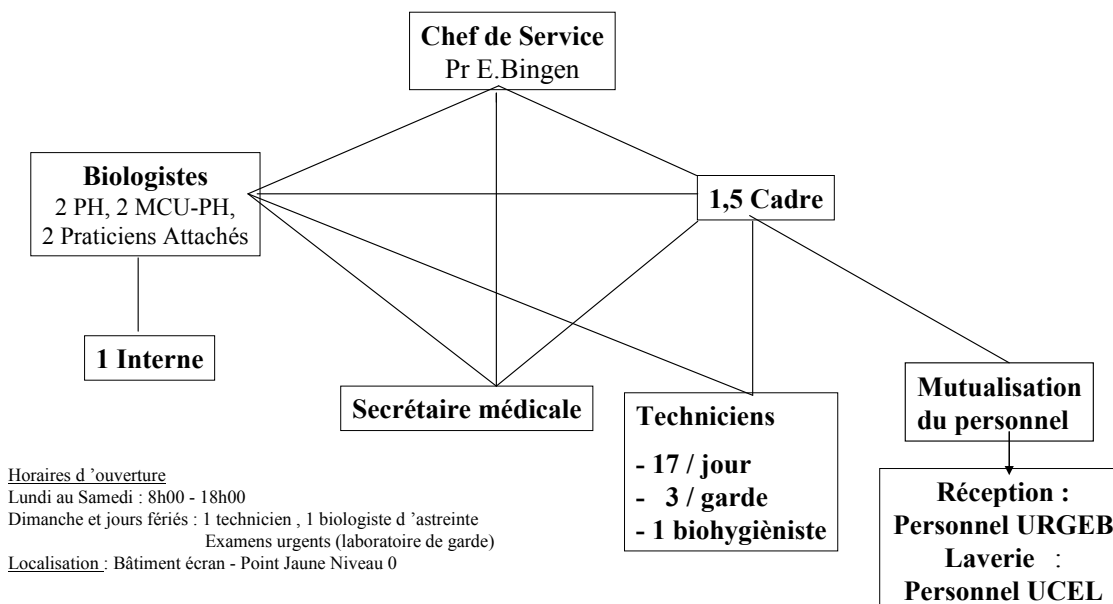 Chef de Service
Pr E.Bingen
Biologistes
2 PH, 2 MCU-PH,
2 Praticiens Attachés
1,5 Cadre
1 Interne
Secrétaire médicale
Techniciens
- 17 / jour
- 3 / garde
- 1 biohygièniste
Mutualisation
du personnel
Réception :
Personnel URGEB
Laverie :
Personnel UCEL
Horaires d ’ouverture
Lundi au Samedi : 8h00 - 18h00
Dimanche et jours fériés : 1 technicien , 1 biologiste d ’astreinte
Examens urgents (laboratoire de garde)
Localisation : Bâtiment écran - Point Jaune Niveau 0